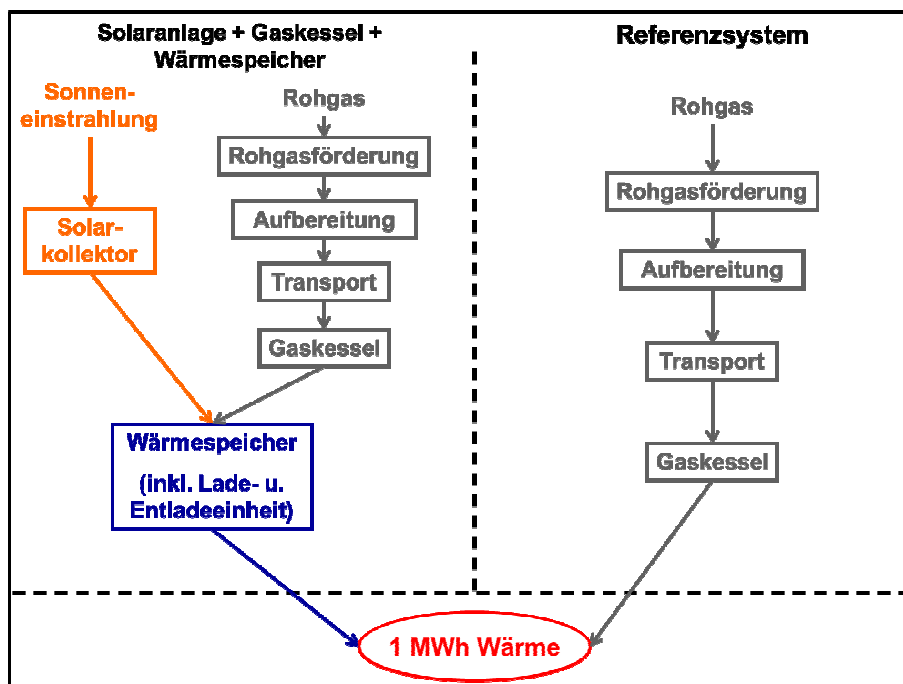 Solaranlage + Gaskessel +
Wärmespeicher
Sonnen-
einstrahlung
Solar-
kollektor
Rohgas
Rohgasförderung
Aufbereitung
Transport
Gaskessel
Wärmespeicher
(inkl. Lade- u.
Entladeeinheit)
Referenzsystem
Rohgas
Rohgasförderung
Aufbereitung
Transport
Gaskessel
1 MWh Wärme